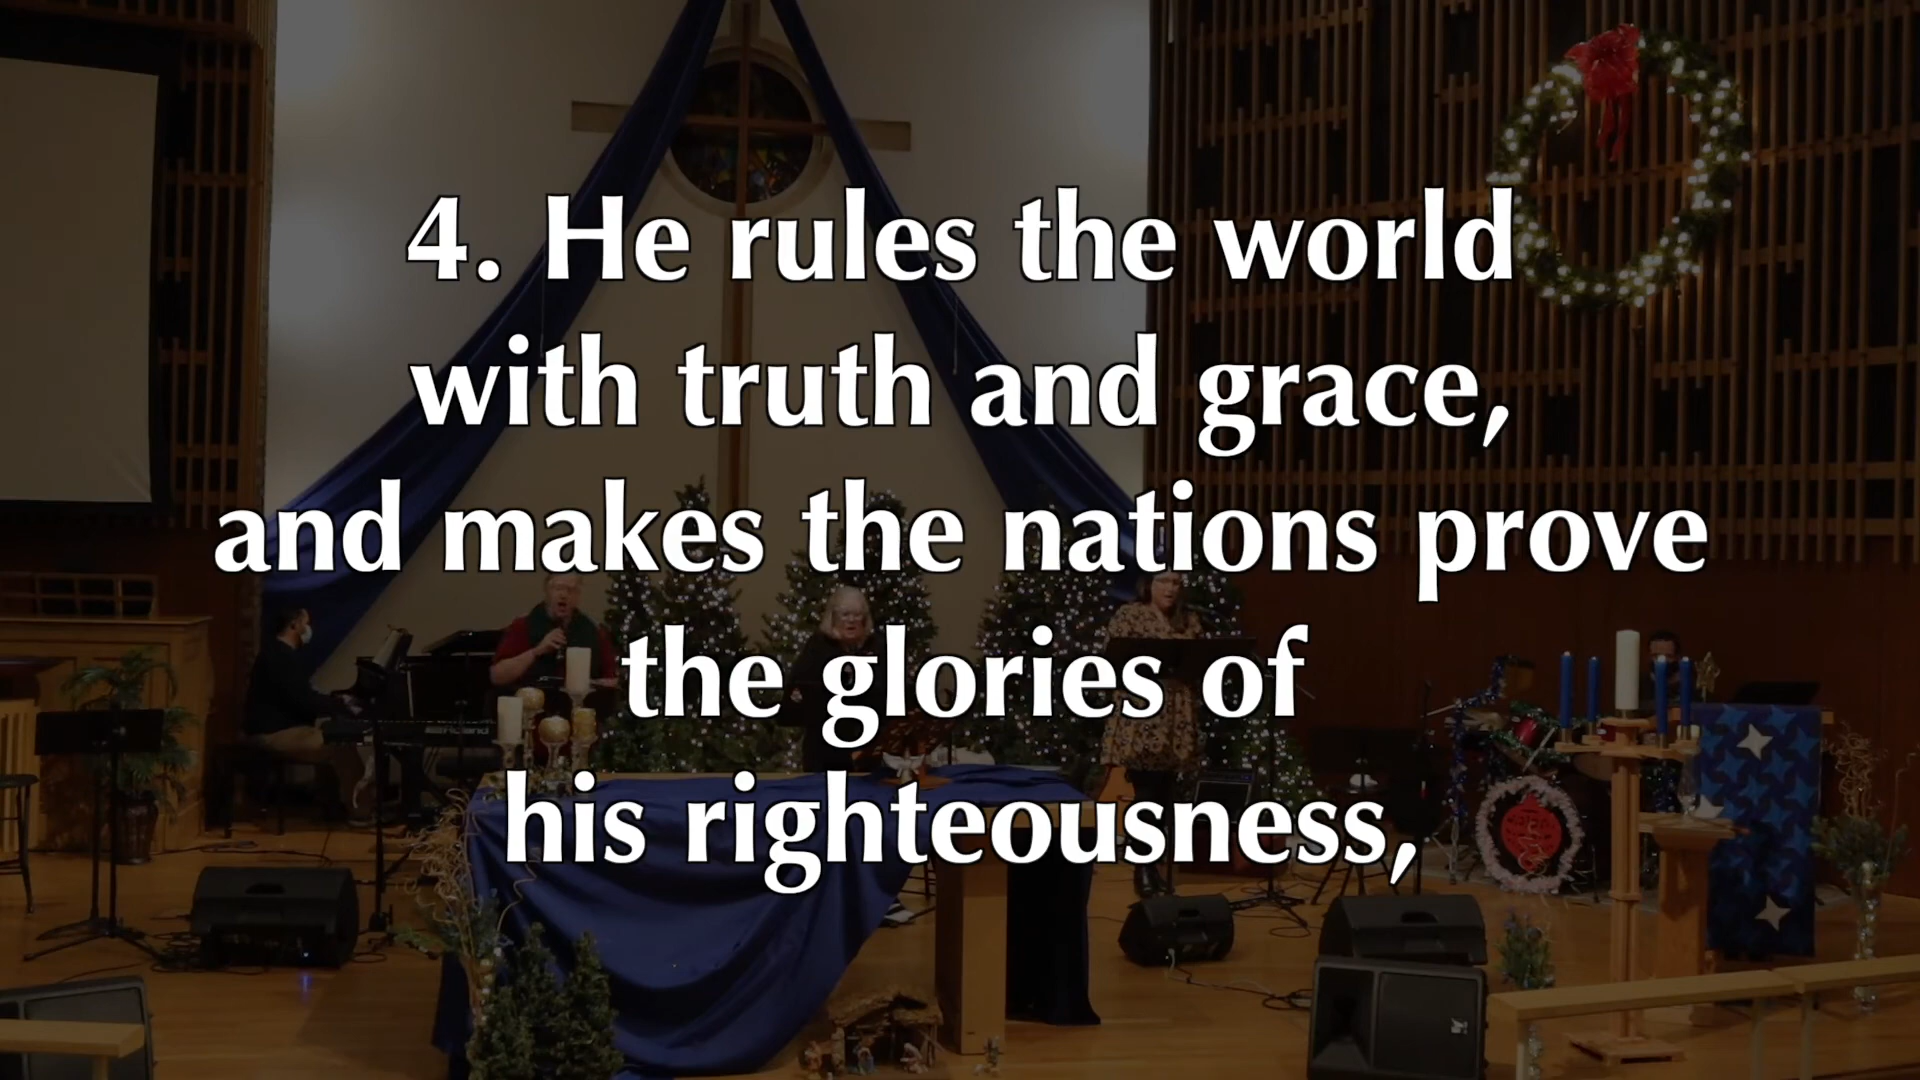 4. He rules the world
with truth and grace,
and makes the nations prove
the glories of
his righteousness,